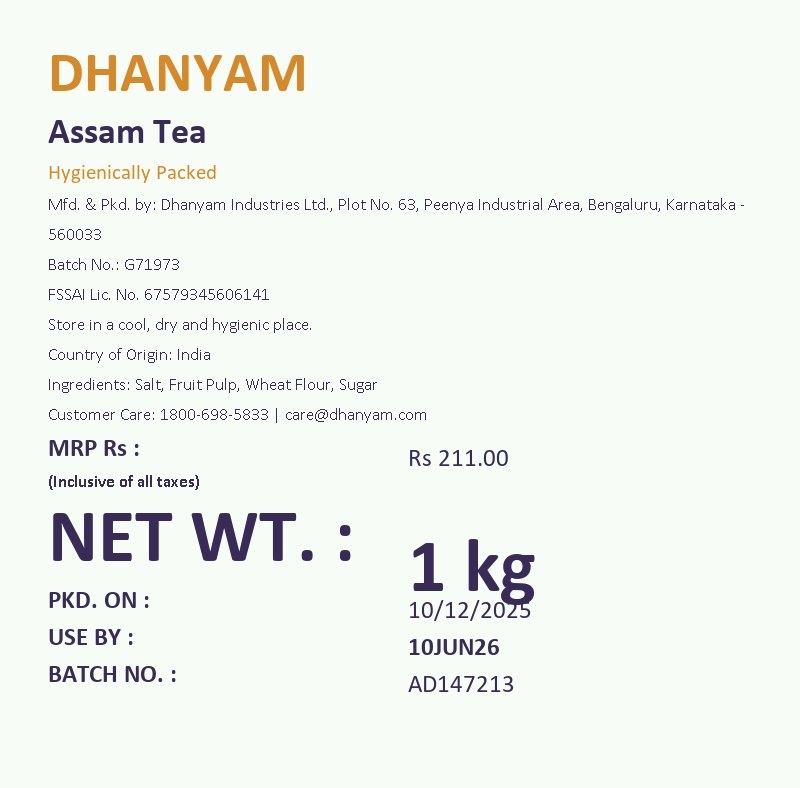 DHANYAM
Assam Tea
Hygienically Packed
Mfd. & Pkd. by: Dhanyam Industries Ltd., Plot No. 63, Peenya Industrial Area, Bengaluru, Karnataka -
560033
Batch No.: G71973
FSSAI Lic. No. 67579345606141
Store in a cool, dry and hygienic place.
Country of Origin: India
Ingredients: Salt, Fruit Pulp, Wheat Flour, Sugar
Customer Care: 1800-698-5833 | care@dhanyam.com
MRP Rs : Rs 211.00
(Inclusive of all taxes)
NET WT. : 1 kg
PKD. ON : 10/12/2025
USE BY : 10JUN26
BATCH NO. : AD147213